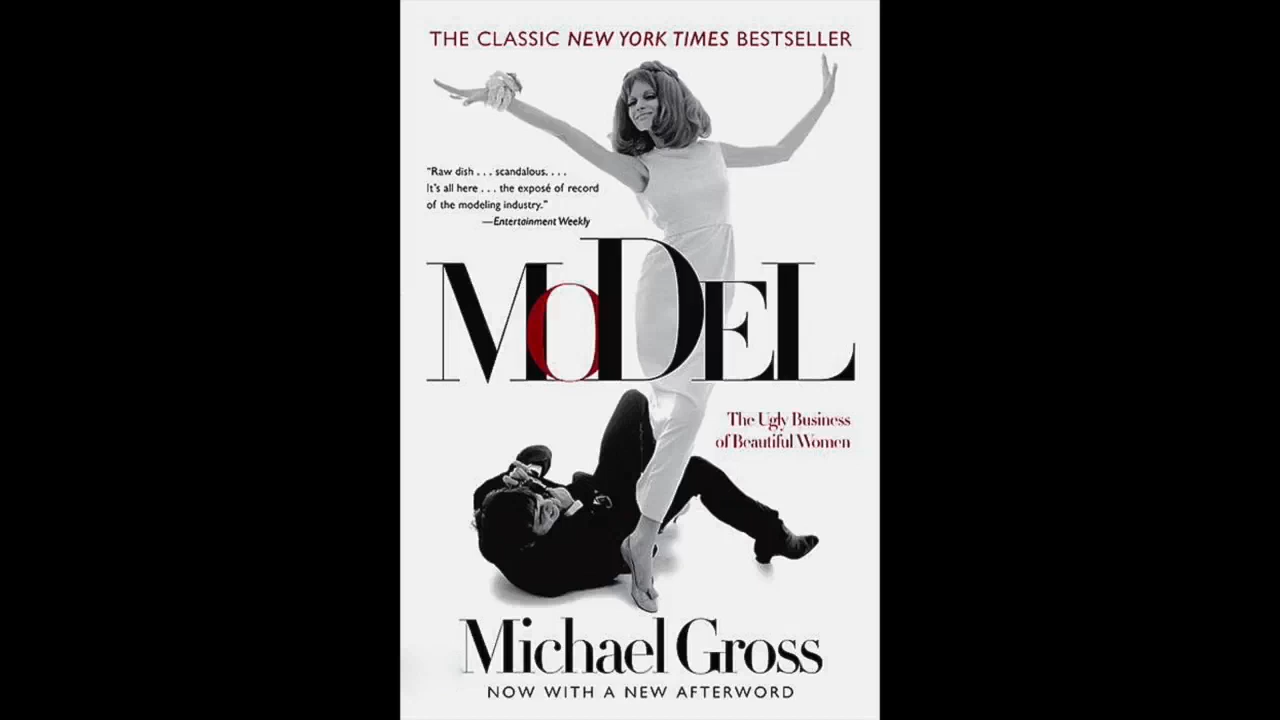 THE CLASSIC NEW YORK TIMES BESTSELLER
"Raw dish . . . scandalous. . . .
It's all here . . . the exposé of record
of the modeling industry."
—Entertainment Weekly
MODEL
The Ugly Business
of Beautiful Women
Michael Gross
NOW WITH A NEW AFTERWORD